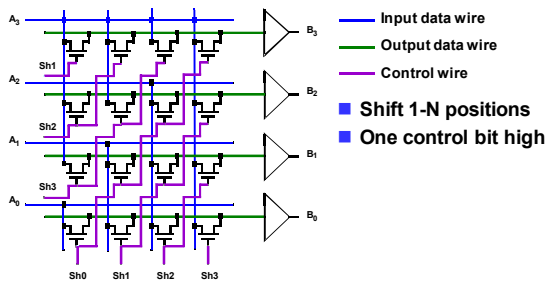 A3
B3
Sh1
A2
B2
Sh2
A1
B1
Sh3
A0
B0
Sh0 Sh1 Sh2 Sh3
Input data wire
Output data wire
Control wire
Shift 1-N positions
One control bit high